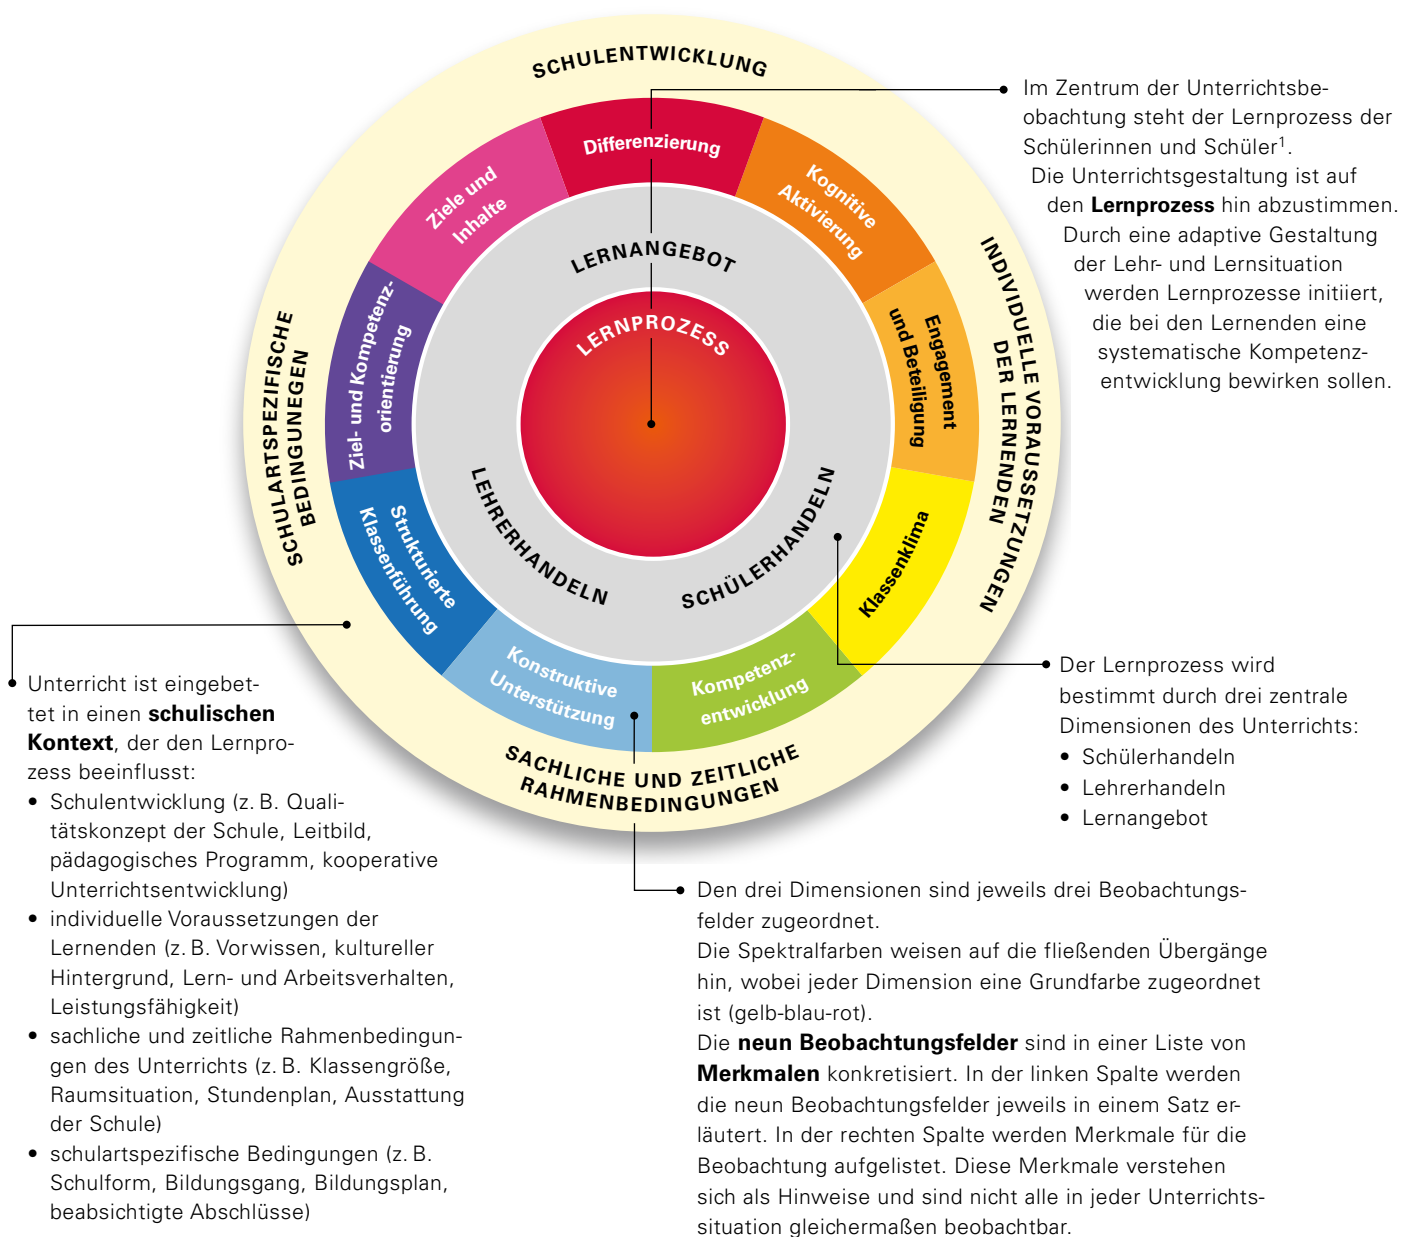 SCHULENTWICKLUNG
INDIVIDUELLE VORAUSSETZUNGEN
DER LERNENDEN
SACHLICHE UND ZEITLICHE
RAHMENBEDINGUNGEN
SCHULARTSPEZIFISCHE
BEDINGUNEGEN
Differenzierung
Kognitive
Aktivierung
Engagement
und Beteiligung
Klassenklima
Kompetenz-
entwicklung
Konstruktive
Unterstützung
Strukturierte
Klassenführung
Ziel- und Kompetenz-
orientierung
Ziele und
Inhalte
LERNANGEBOT
SCHÜLERHANDELN
LEHRERHANDELN
LERNPROZESS
Im Zentrum der Unterrichtsbe-
obachtung steht der Lernprozess der
Schülerinnen und Schüler¹.
Die Unterrichtsgestaltung ist auf
den Lernprozess hin abzustimmen.
Durch eine adaptive Gestaltung
der Lehr- und Lernsituation
werden Lernprozesse initiiert,
die bei den Lernenden eine
systematische Kompetenz-
entwicklung bewirken sollen.
Der Lernprozess wird
bestimmt durch drei zentrale
Dimensionen des Unterrichts:
• Schülerhandeln
• Lehrerhandeln
• Lernangebot
Unterricht ist eingebet-
tet in einen schulischen
Kontext, der den Lernpro-
zess beeinflusst:
• Schulentwicklung (z. B. Quali-
tätskonzept der Schule, Leitbild,
pädagogisches Programm, kooperative
Unterrichtsentwicklung)
• individuelle Voraussetzungen der
Lernenden (z. B. Vorwissen, kultureller
Hintergrund, Lern- und Arbeitsverhalten,
Leistungsfähigkeit)
• sachliche und zeitliche Rahmenbedingun-
gen des Unterrichts (z. B. Klassengröße,
Raumsituation, Stundenplan, Ausstattung
der Schule)
• schulartspezifische Bedingungen (z. B.
Schulform, Bildungsgang, Bildungsplan,
beabsichtigte Abschlüsse)
Den drei Dimensionen sind jeweils drei Beobachtungs-
felder zugeordnet.
Die Spektralfarben weisen auf die fließenden Übergänge
hin, wobei jeder Dimension eine Grundfarbe zugeordnet
ist (gelb-blau-rot).
Die neun Beobachtungsfelder sind in einer Liste von
Merkmalen konkretisiert. In der linken Spalte werden
die neun Beobachtungsfelder jeweils in einem Satz er-
läutert. In der rechten Spalte werden Merkmale für die
Beobachtung aufgelistet. Diese Merkmale verstehen
sich als Hinweise und sind nicht alle in jeder Unterrichts-
situation gleichermaßen beobachtbar.